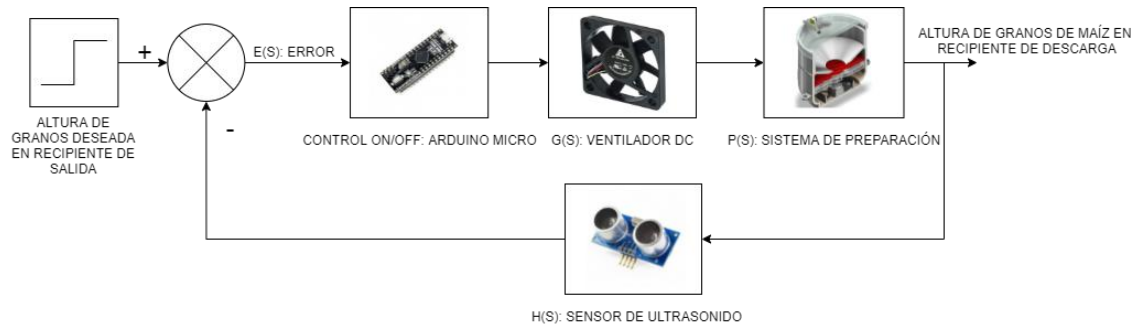 +
E(S): ERROR
-
ALTURA DE
GRANOS DESEADA
EN RECIPIENTE DE
SALIDA
CONTROL ON/OFF: ARDUINO MICRO
G(S): VENTILADOR DC
P(S): SISTEMA DE PREPARACIÓN
ALTURA DE GRANOS DE MAÍZ EN
RECIPIENTE DE DESCARGA
H(S): SENSOR DE ULTRASONIDO